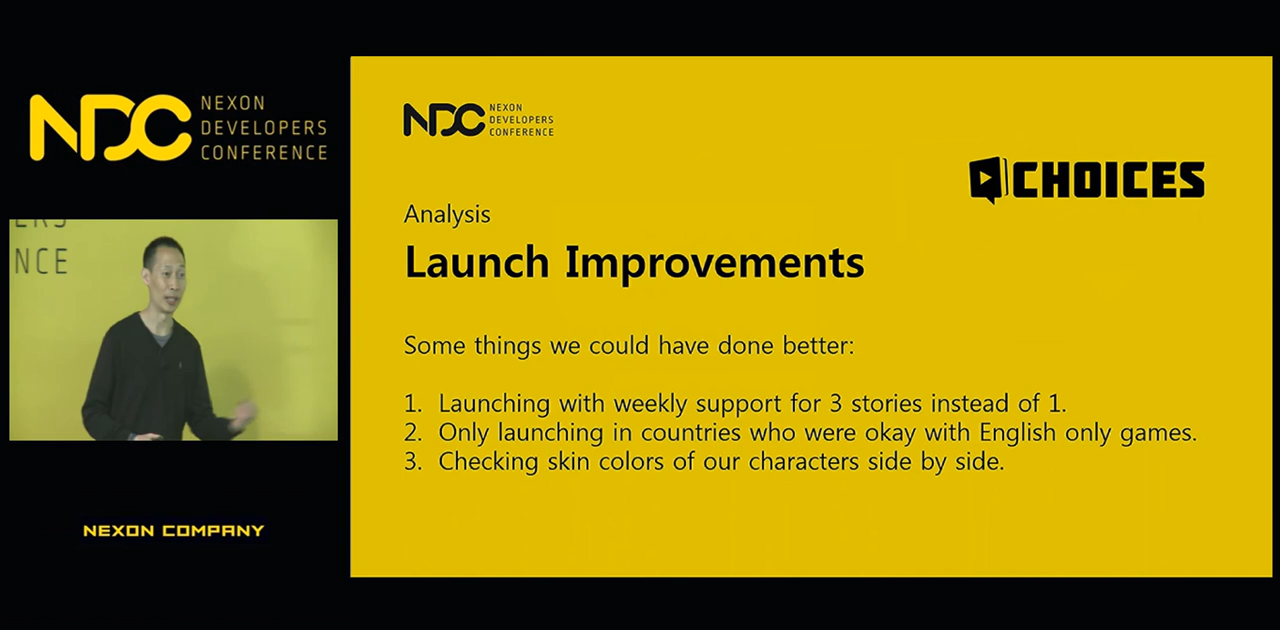 NDC NEXON
DEVELOPERS
CONFERENCE
NDC NEXON
DEVELOPERS
CONFERENCE
CHOICES
Analysis
Launch Improvements
Some things we could have done better:
1. Launching with weekly support for 3 stories instead of 1.
2. Only launching in countries who were okay with English only games.
3. Checking skin colors of our characters side by side.
NCE
NEXON COMPANY